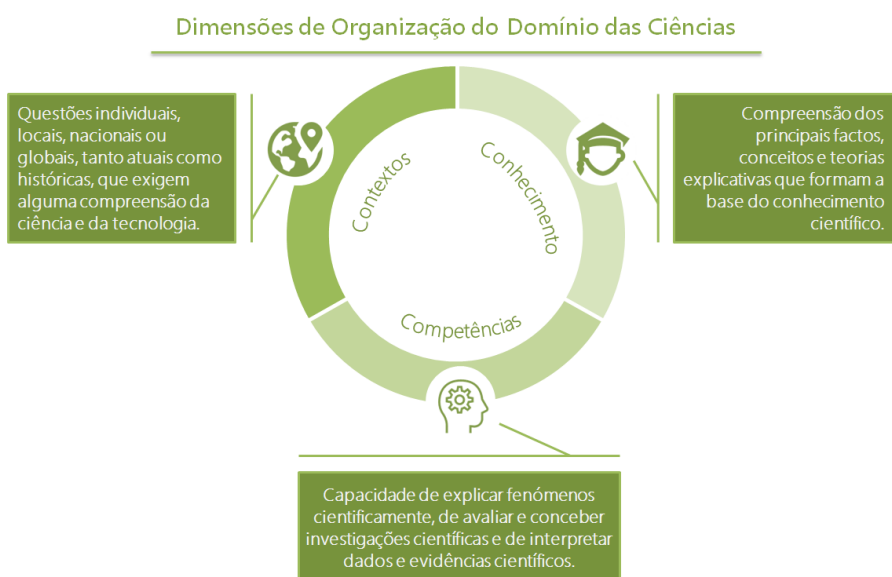 Dimensões de Organização do Domínio das Ciências
Questões individuais,
locais, nacionais ou
globais, tanto atuais como
históricas, que exigem
alguma compreensão da
ciência e da tecnologia.
Contextos
Conhecimento
Compreensão dos
principais factos,
conceitos e teorias
explicativas que formam a
base do conhecimento
científico.
Competências
Capacidade de explicar fenómenos
cientificamente, de avaliar e conceber
investigações científicas e de interpretar
dados e evidências científicos.